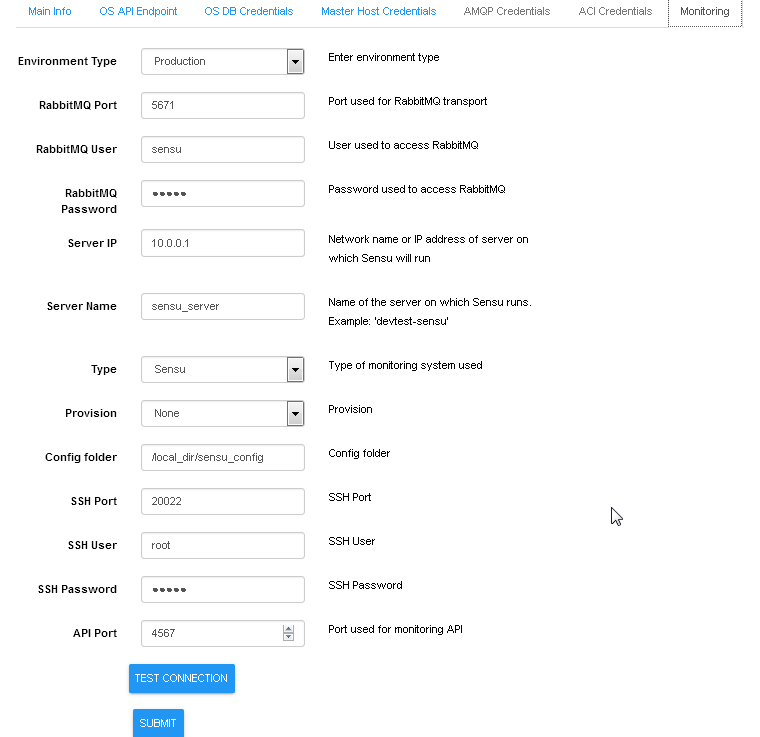 Main Info OS API Endpoint OS DB Credentials Master Host Credentials AMQP Credentials ACI Credentials Monitoring
Environment Type Production Enter environment type
RabbitMQ Port 5671 Port used for RabbitMQ transport
RabbitMQ User sensu User used to access RabbitMQ
RabbitMQ
Password ••••• Password used to access RabbitMQ
Server IP 10.0.0.1 Network name or IP address of server on
which Sensu will run
Server Name sensu_server Name of the server on which Sensu runs.
Example: 'devtest-sensu'
Type Sensu Type of monitoring system used
Provision None Provision
Config folder /local_dir/sensu_config Config folder
SSH Port 20022 SSH Port
SSH User root SSH User
SSH Password ••••• SSH Password
API Port 4567 Port used for monitoring API
TEST CONNECTION
SUBMIT